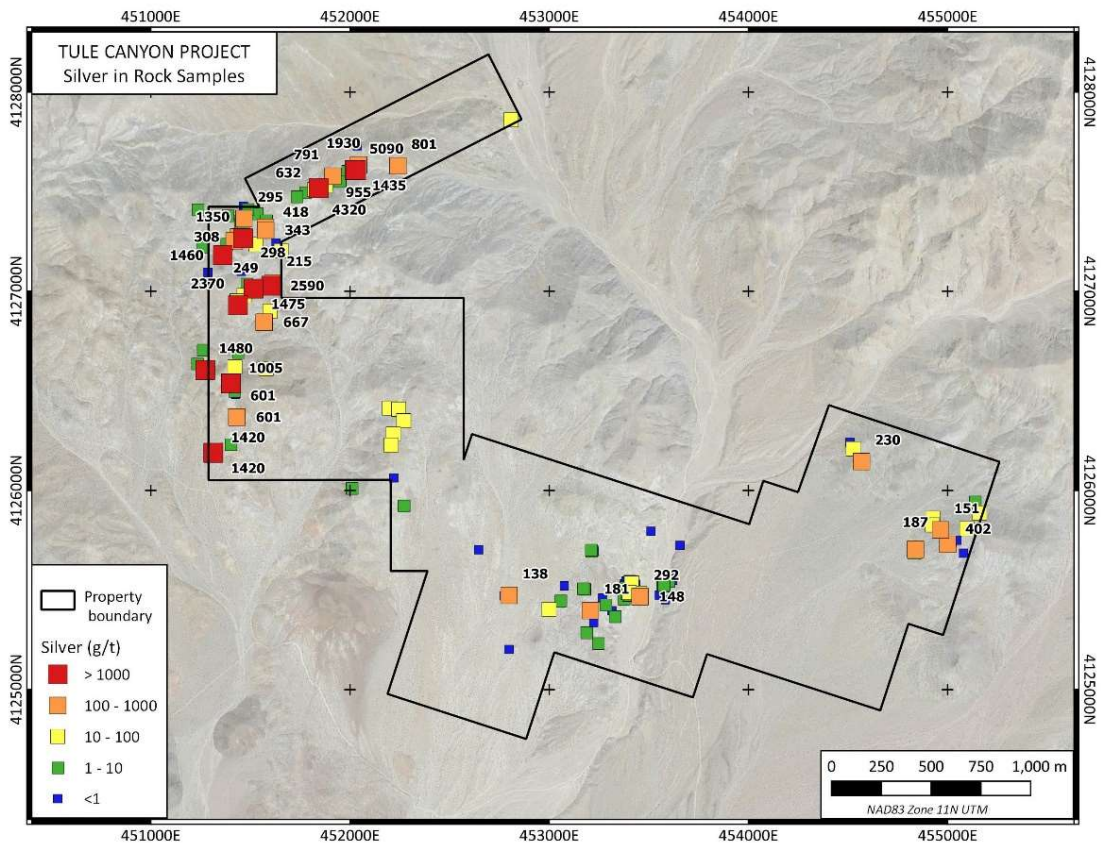 451000E 452000E 453000E 454000E 455000E
TULE CANYON PROJECT
Silver in Rock Samples
4128000N 4128000N
1930 801
791 5090
632
1435
955
295
4320
418
1350
343
308
298
1460 215
249
2370 2590
4127000N 4127000N
1475
667
1480
1005
601
601
1420 230
1420
4126000N 4126000N
151
187
402
138 292
181 148
Property
boundary
Silver (g/t)
> 1000
100 - 1000
10 - 100
1 - 10
<1
4125000N 4125000N
0 250 500 750 1,000 m
NAD83 Zone 11N UTM
451000E 452000E 453000E 454000E 455000E